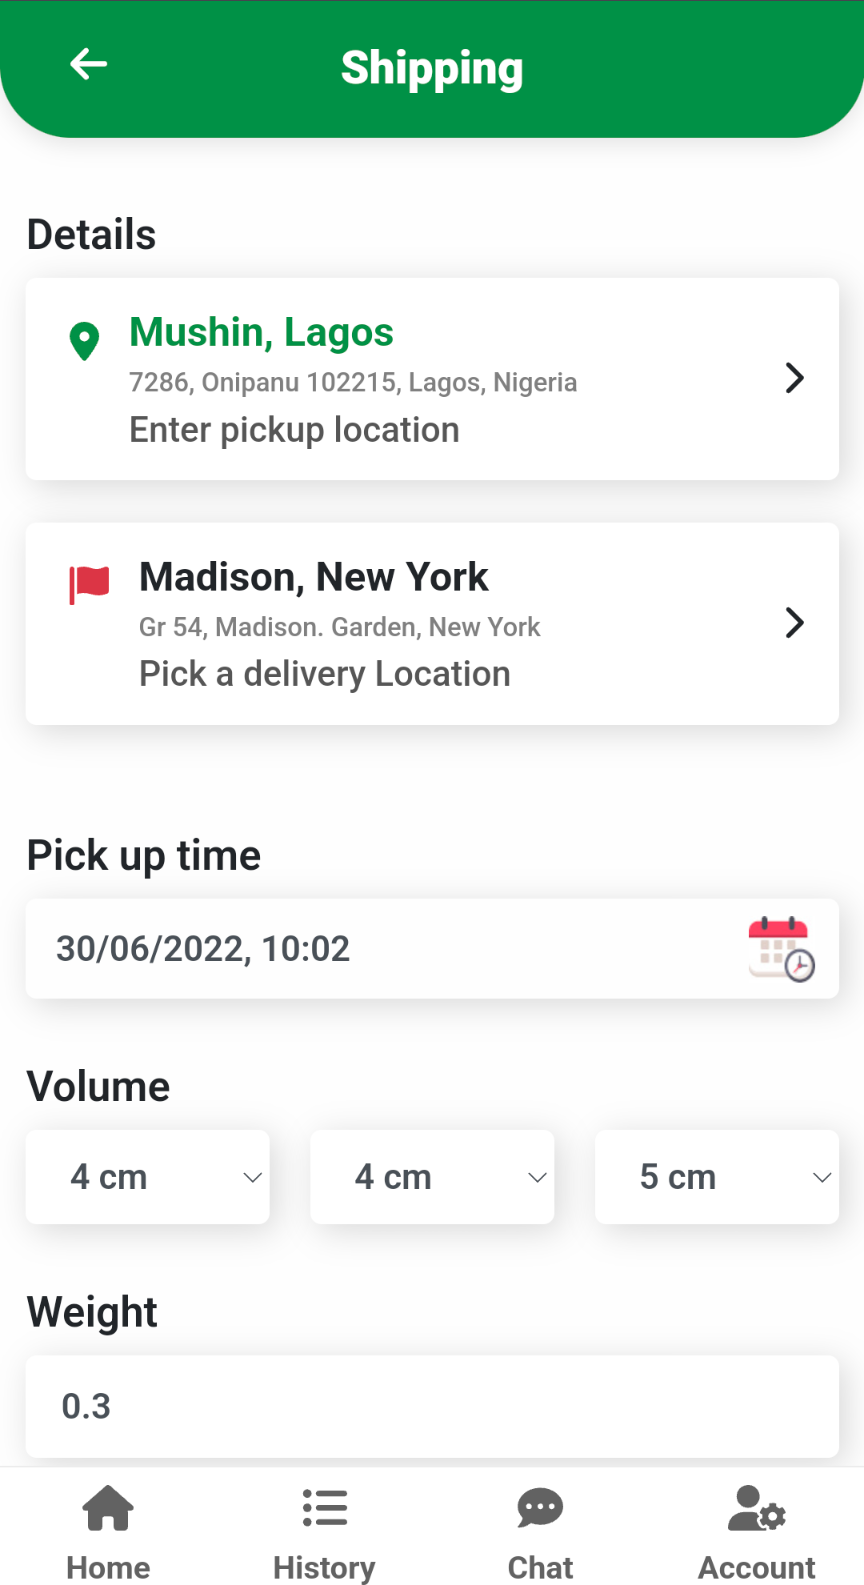 Shipping
Details
Mushin, Lagos
7286, Onipanu 102215, Lagos, Nigeria
Enter pickup location
Madison, New York
Gr 54, Madison. Garden, New York
Pick a delivery Location
Pick up time
30/06/2022, 10:02
Volume
4 cm 4 cm 5 cm
Weight
0.3
Home History Chat Account